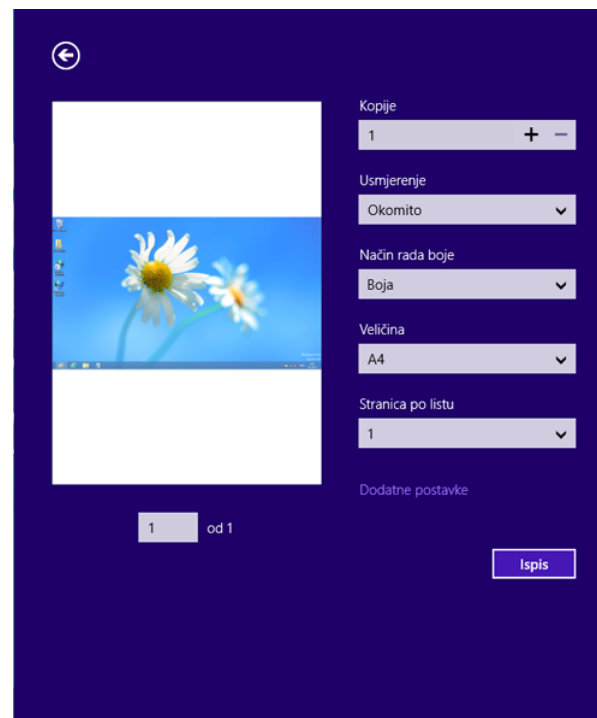 Kopije
1
Usmjerenje
Okomito
Način rada boje
Boja
Veličina
A4
Stranica po listu
1
Dodatne postavke
1 od 1
Ispis